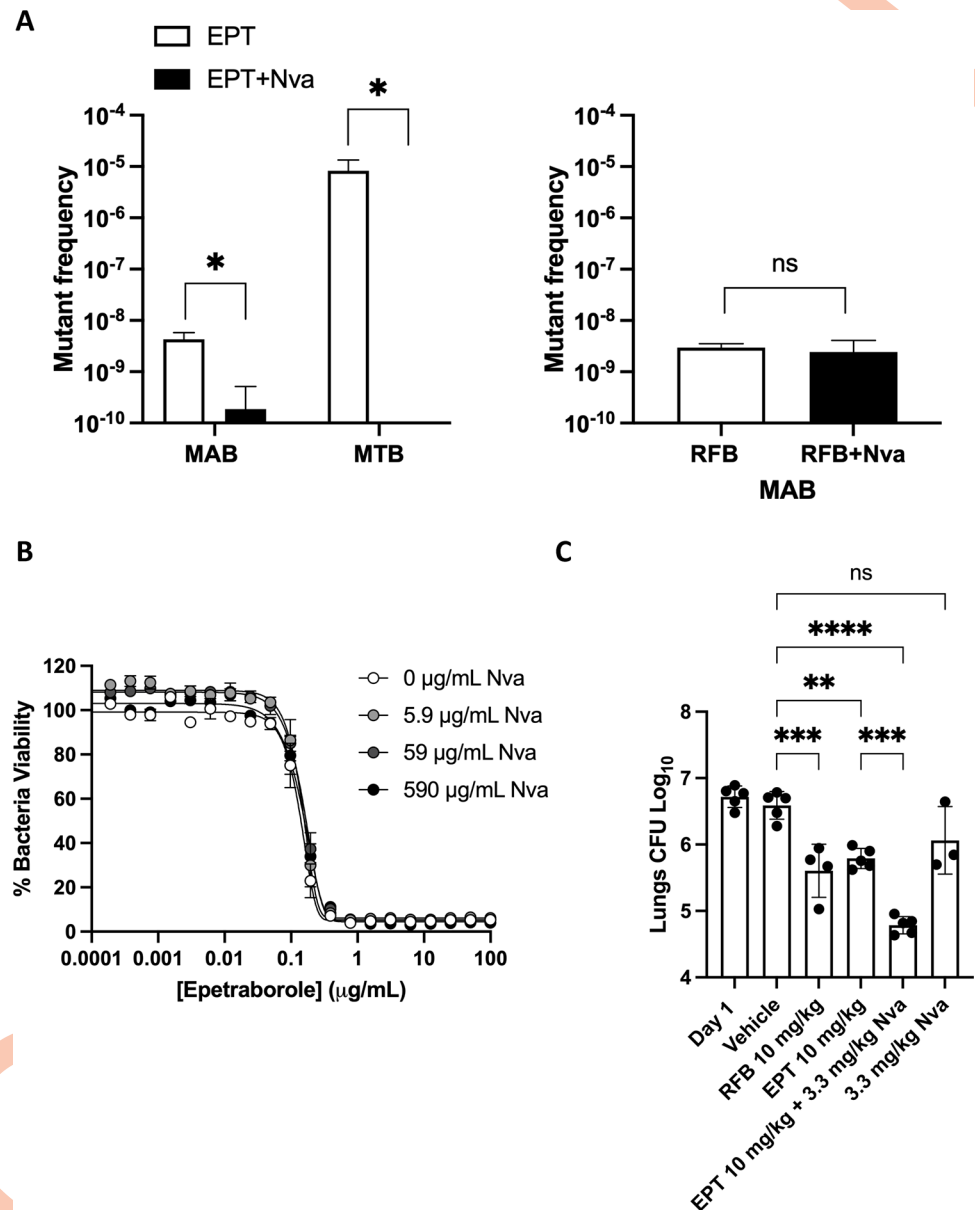 A
EPT
EPT+Nva
Mutant frequency
10-4
10-5
10-6
10-7
10-8
10-9
10-10
*
*
MAB
MTB
Mutant frequency
10-4
10-5
10-6
10-7
10-8
10-9
10-10
ns
RFB
RFB+Nva
MAB
B
% Bacteria Viability
120
100
80
60
40
20
0
0.0001
0.001
0.01
0.1
1
10
100
[Epetraborole] (μg/mL)
0 μg/mL Nva
5.9 μg/mL Nva
59 μg/mL Nva
590 μg/mL Nva
C
ns
****
**
***
***
Lungs CFU Log10
8
7
6
5
4
Day 1
Vehicle
RFB 10 mg/kg
EPT 10 mg/kg
EPT 10 mg/kg + 3.3 mg/kg Nva
3.3 mg/kg Nva